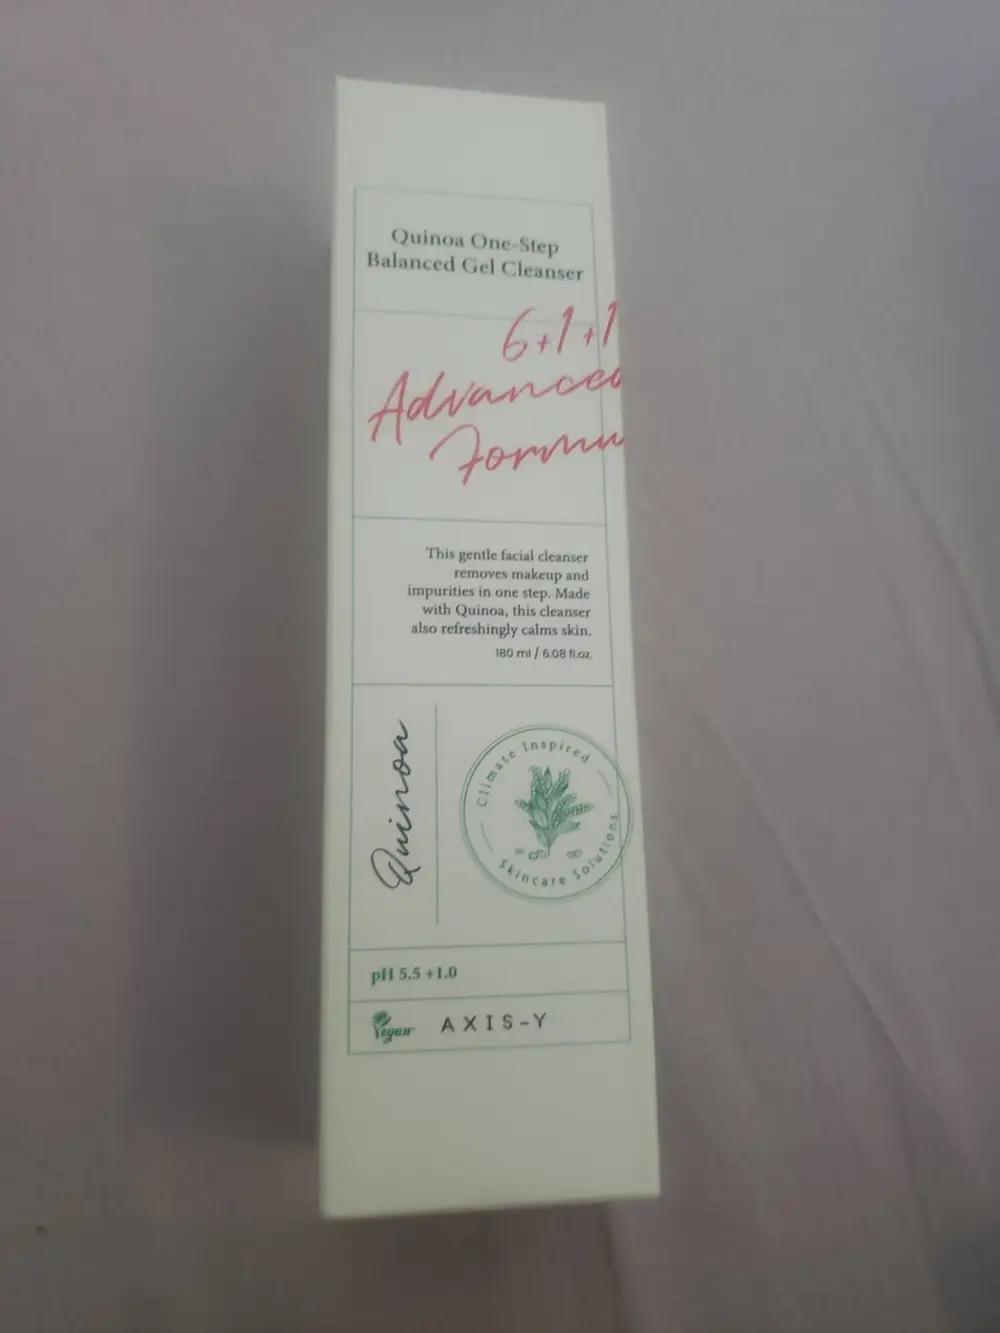 Quinoa One-Step
Balanced Gel Cleanser
6+1+1
Advanced
Formu
This gentle facial cleanser
removes makeup and
impurities in one step. Made
with Quinoa, this cleanser
also refreshingly calms skin.
180 ml / 6.08 fl.oz.
Quinoa
Climate Inspired
Skincare Solutions
pH 5.5 +1.0
Vegan
AXIS-Y